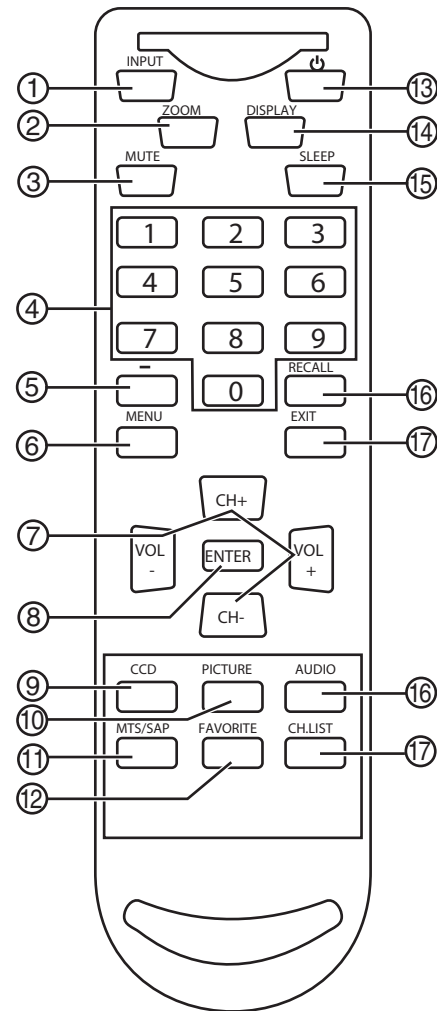 INPUT ⏻
① ⑬
ZOOM DISPLAY
② ⑭
MUTE SLEEP
③ ⑮
1 2 3
4 5 6
④
7 8 9
– RECALL
⑤ 0 ⑯
MENU EXIT
⑥ ⑰
CH+
⑦
VOL - ENTER VOL +
⑧
CH-
CCD PICTURE AUDIO
⑨ ⑯
⑩
MTS/SAP FAVORITE CH.LIST
⑪ ⑰
⑫